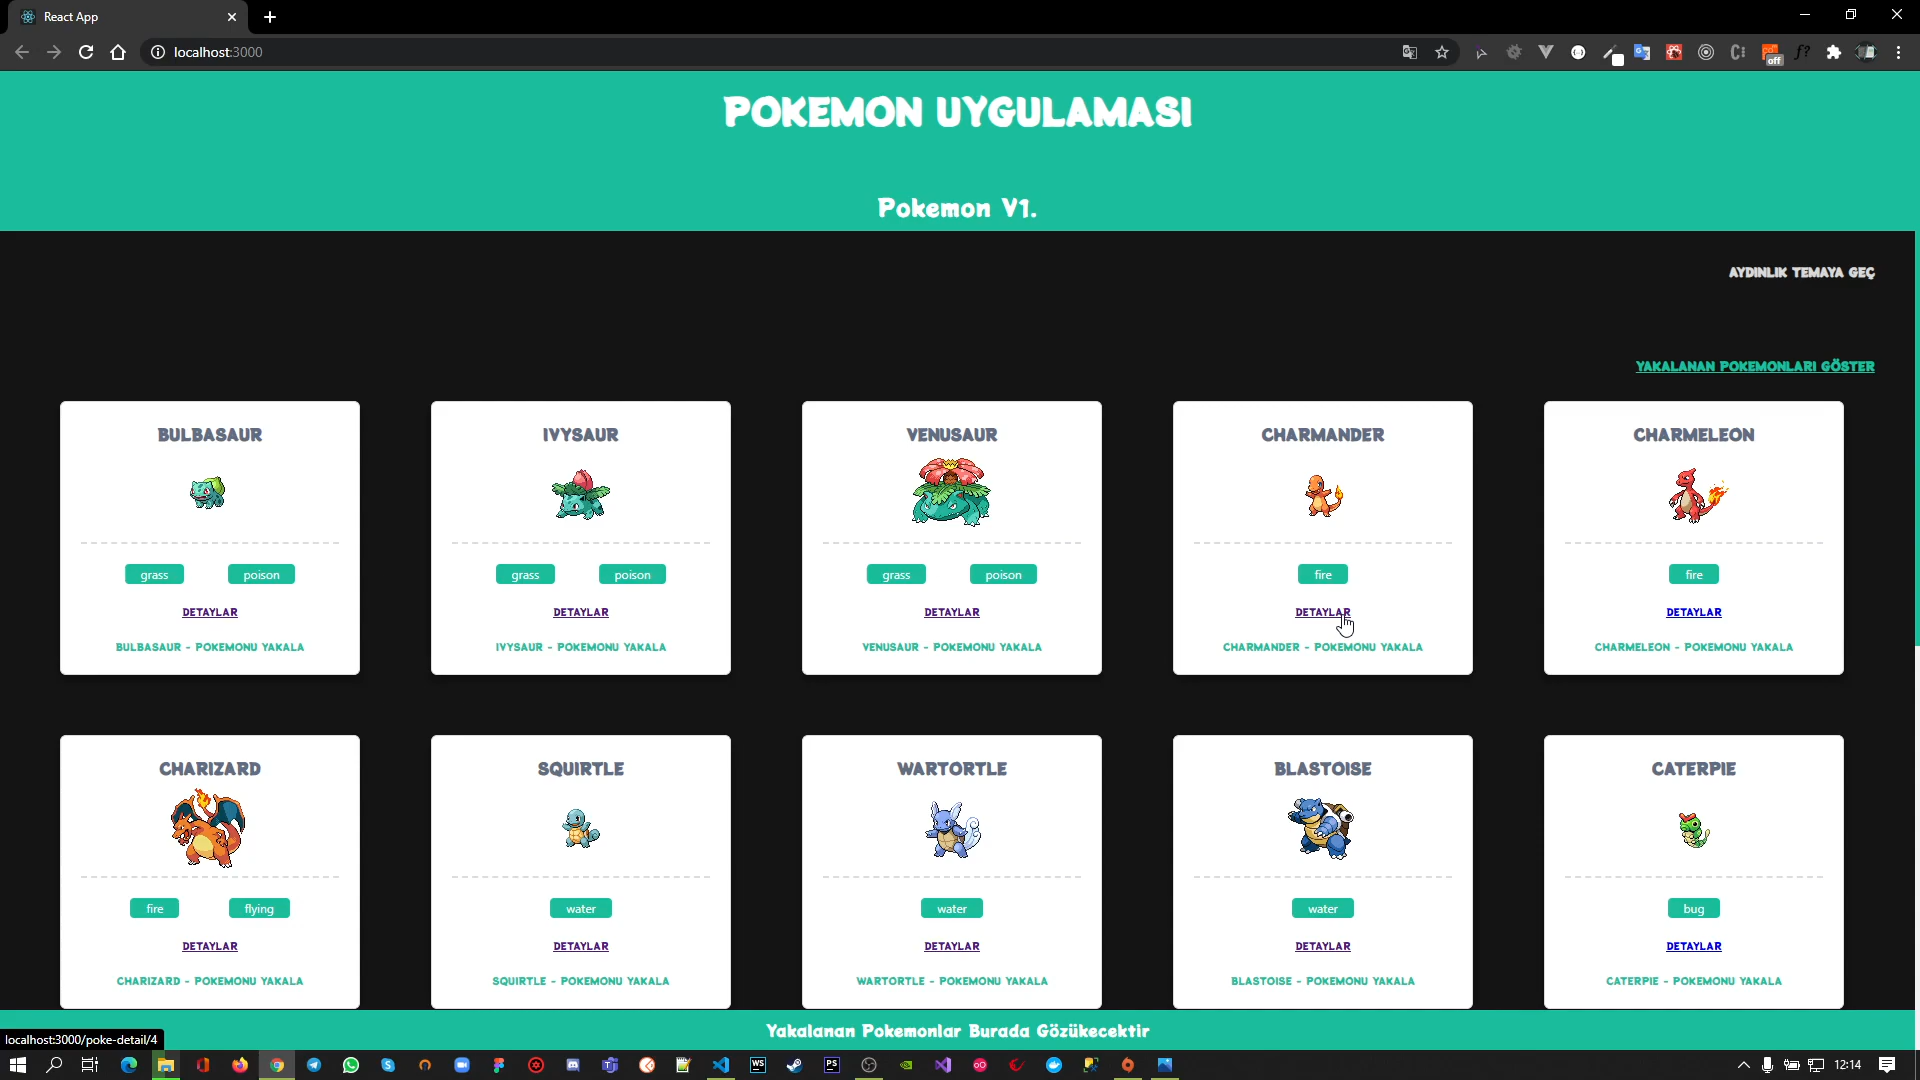 React App
localhost:3000
off
POKEMON UYGULAMASI
Pokemon V1.
AYDINLIK TEMAYA GEÇ
YAKALANAN POKEMONLARI GÖSTER
BULBASAUR
IVYSAUR
VENUSAUR
CHARMANDER
CHARMELEON
grass poison
grass poison
grass poison
fire
fire
DETAYLAR
DETAYLAR
DETAYLAR
DETAYLAR
DETAYLAR
BULBASAUR - POKEMONU YAKALA
IVYSAUR - POKEMONU YAKALA
VENUSAUR - POKEMONU YAKALA
CHARMANDER - POKEMONU YAKALA
CHARMELEON - POKEMONU YAKALA
CHARIZARD
SQUIRTLE
WARTORTLE
BLASTOISE
CATERPIE
fire flying
water
water
water
bug
DETAYLAR
DETAYLAR
DETAYLAR
DETAYLAR
DETAYLAR
CHARIZARD - POKEMONU YAKALA
SQUIRTLE - POKEMONU YAKALA
WARTORTLE - POKEMONU YAKALA
BLASTOISE - POKEMONU YAKALA
CATERPIE - POKEMONU YAKALA
Yakalanan Pokemonlar Burada Gözükecektir
localhost:3000/poke-detail/4
WS
PS
12:14